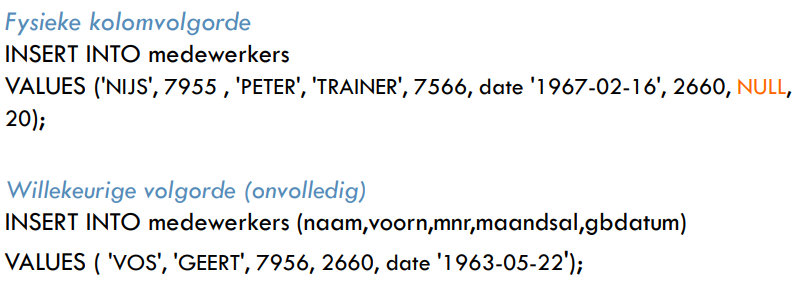 Fysieke kolomvolgorde
INSERT INTO medewerkers
VALUES ('NIJS', 7955 , 'PETER', 'TRAINER', 7566, date '1967-02-16', 2660, NULL,
20);
Willekeurige volgorde (onvolledig)
INSERT INTO medewerkers (naam,voorn,mnr,maandsal,gbdatum)
VALUES ( 'VOS', 'GEERT', 7956, 2660, date '1963-05-22');